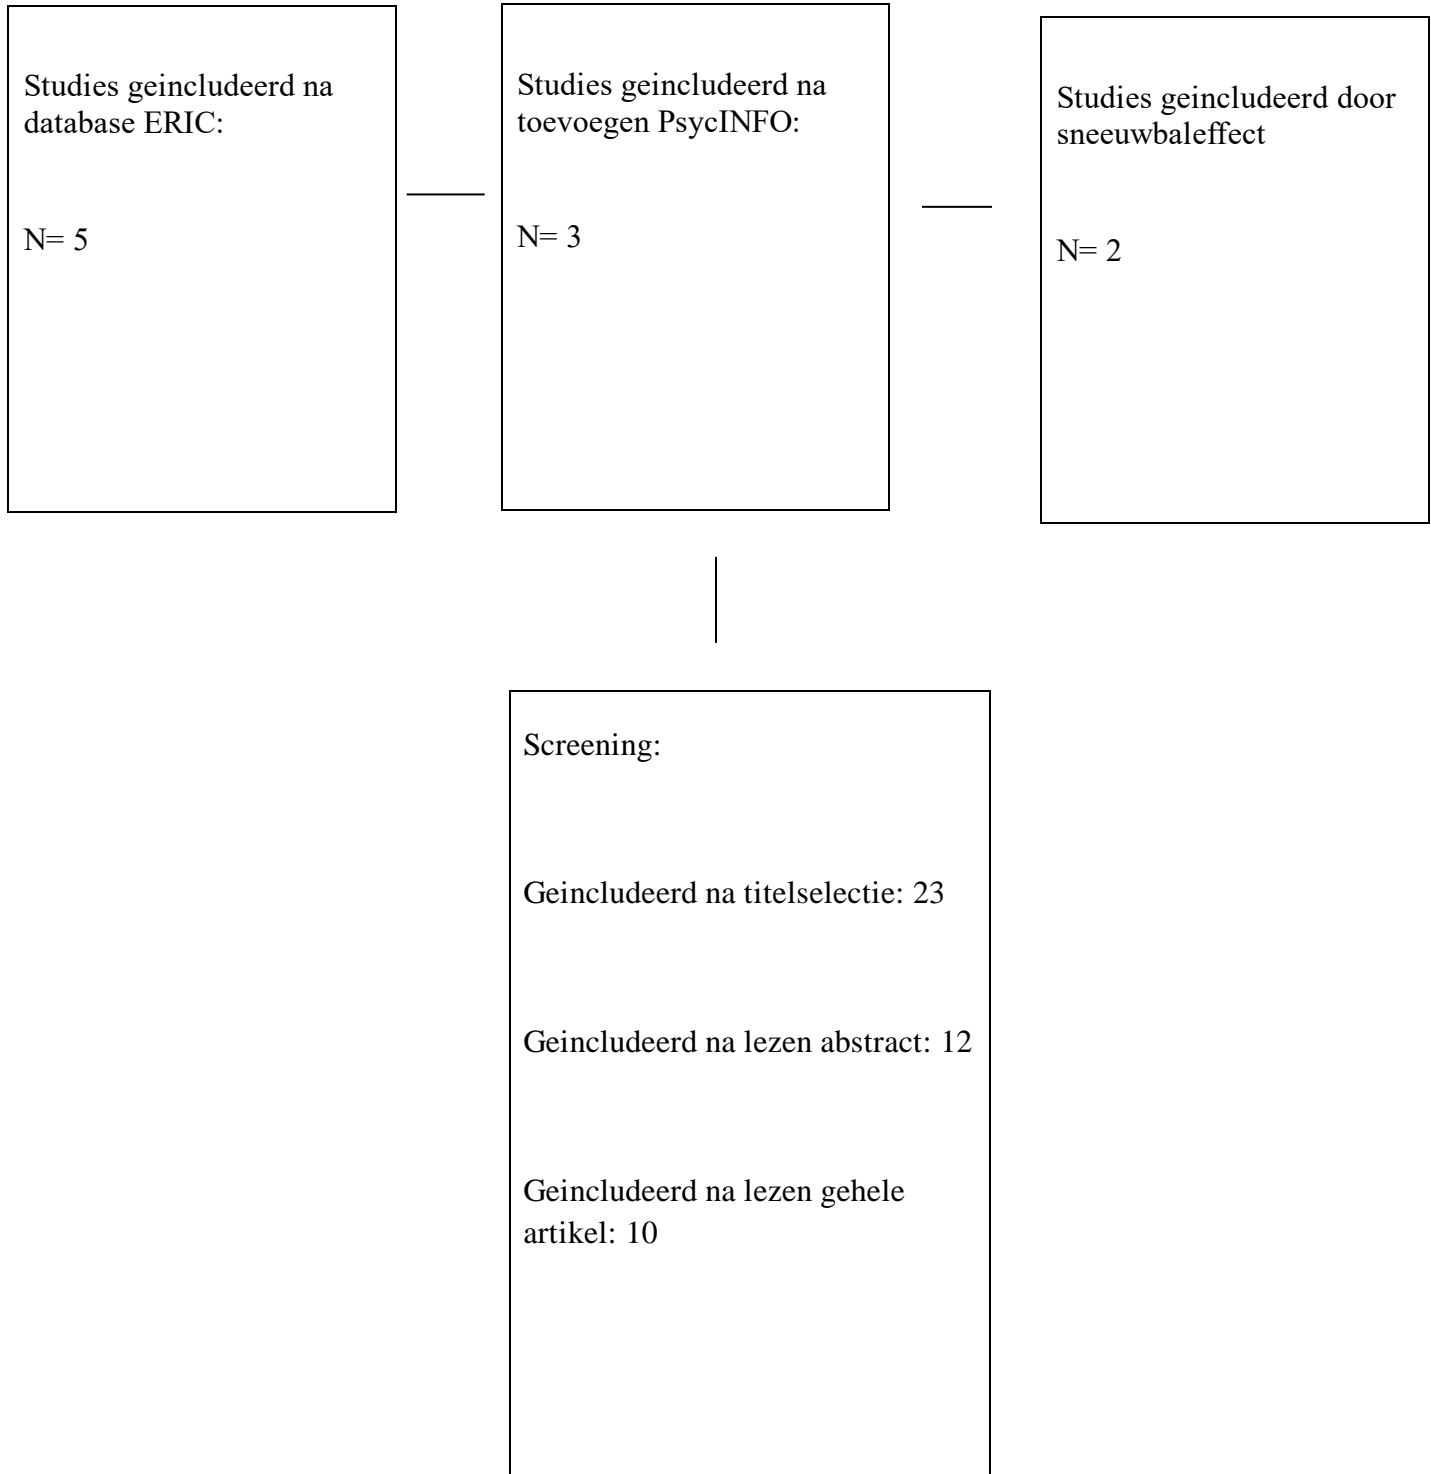 Studies geincludeerd na
database ERIC:
N= 5
Studies geincludeerd na
toevoegen PsycINFO:
N= 3
Studies geincludeerd door
sneeuwbaleffect
N= 2
Screening:
Geincludeerd na titelselectie: 23
Geincludeerd na lezen abstract: 12
Geincludeerd na lezen gehele
artikel: 10